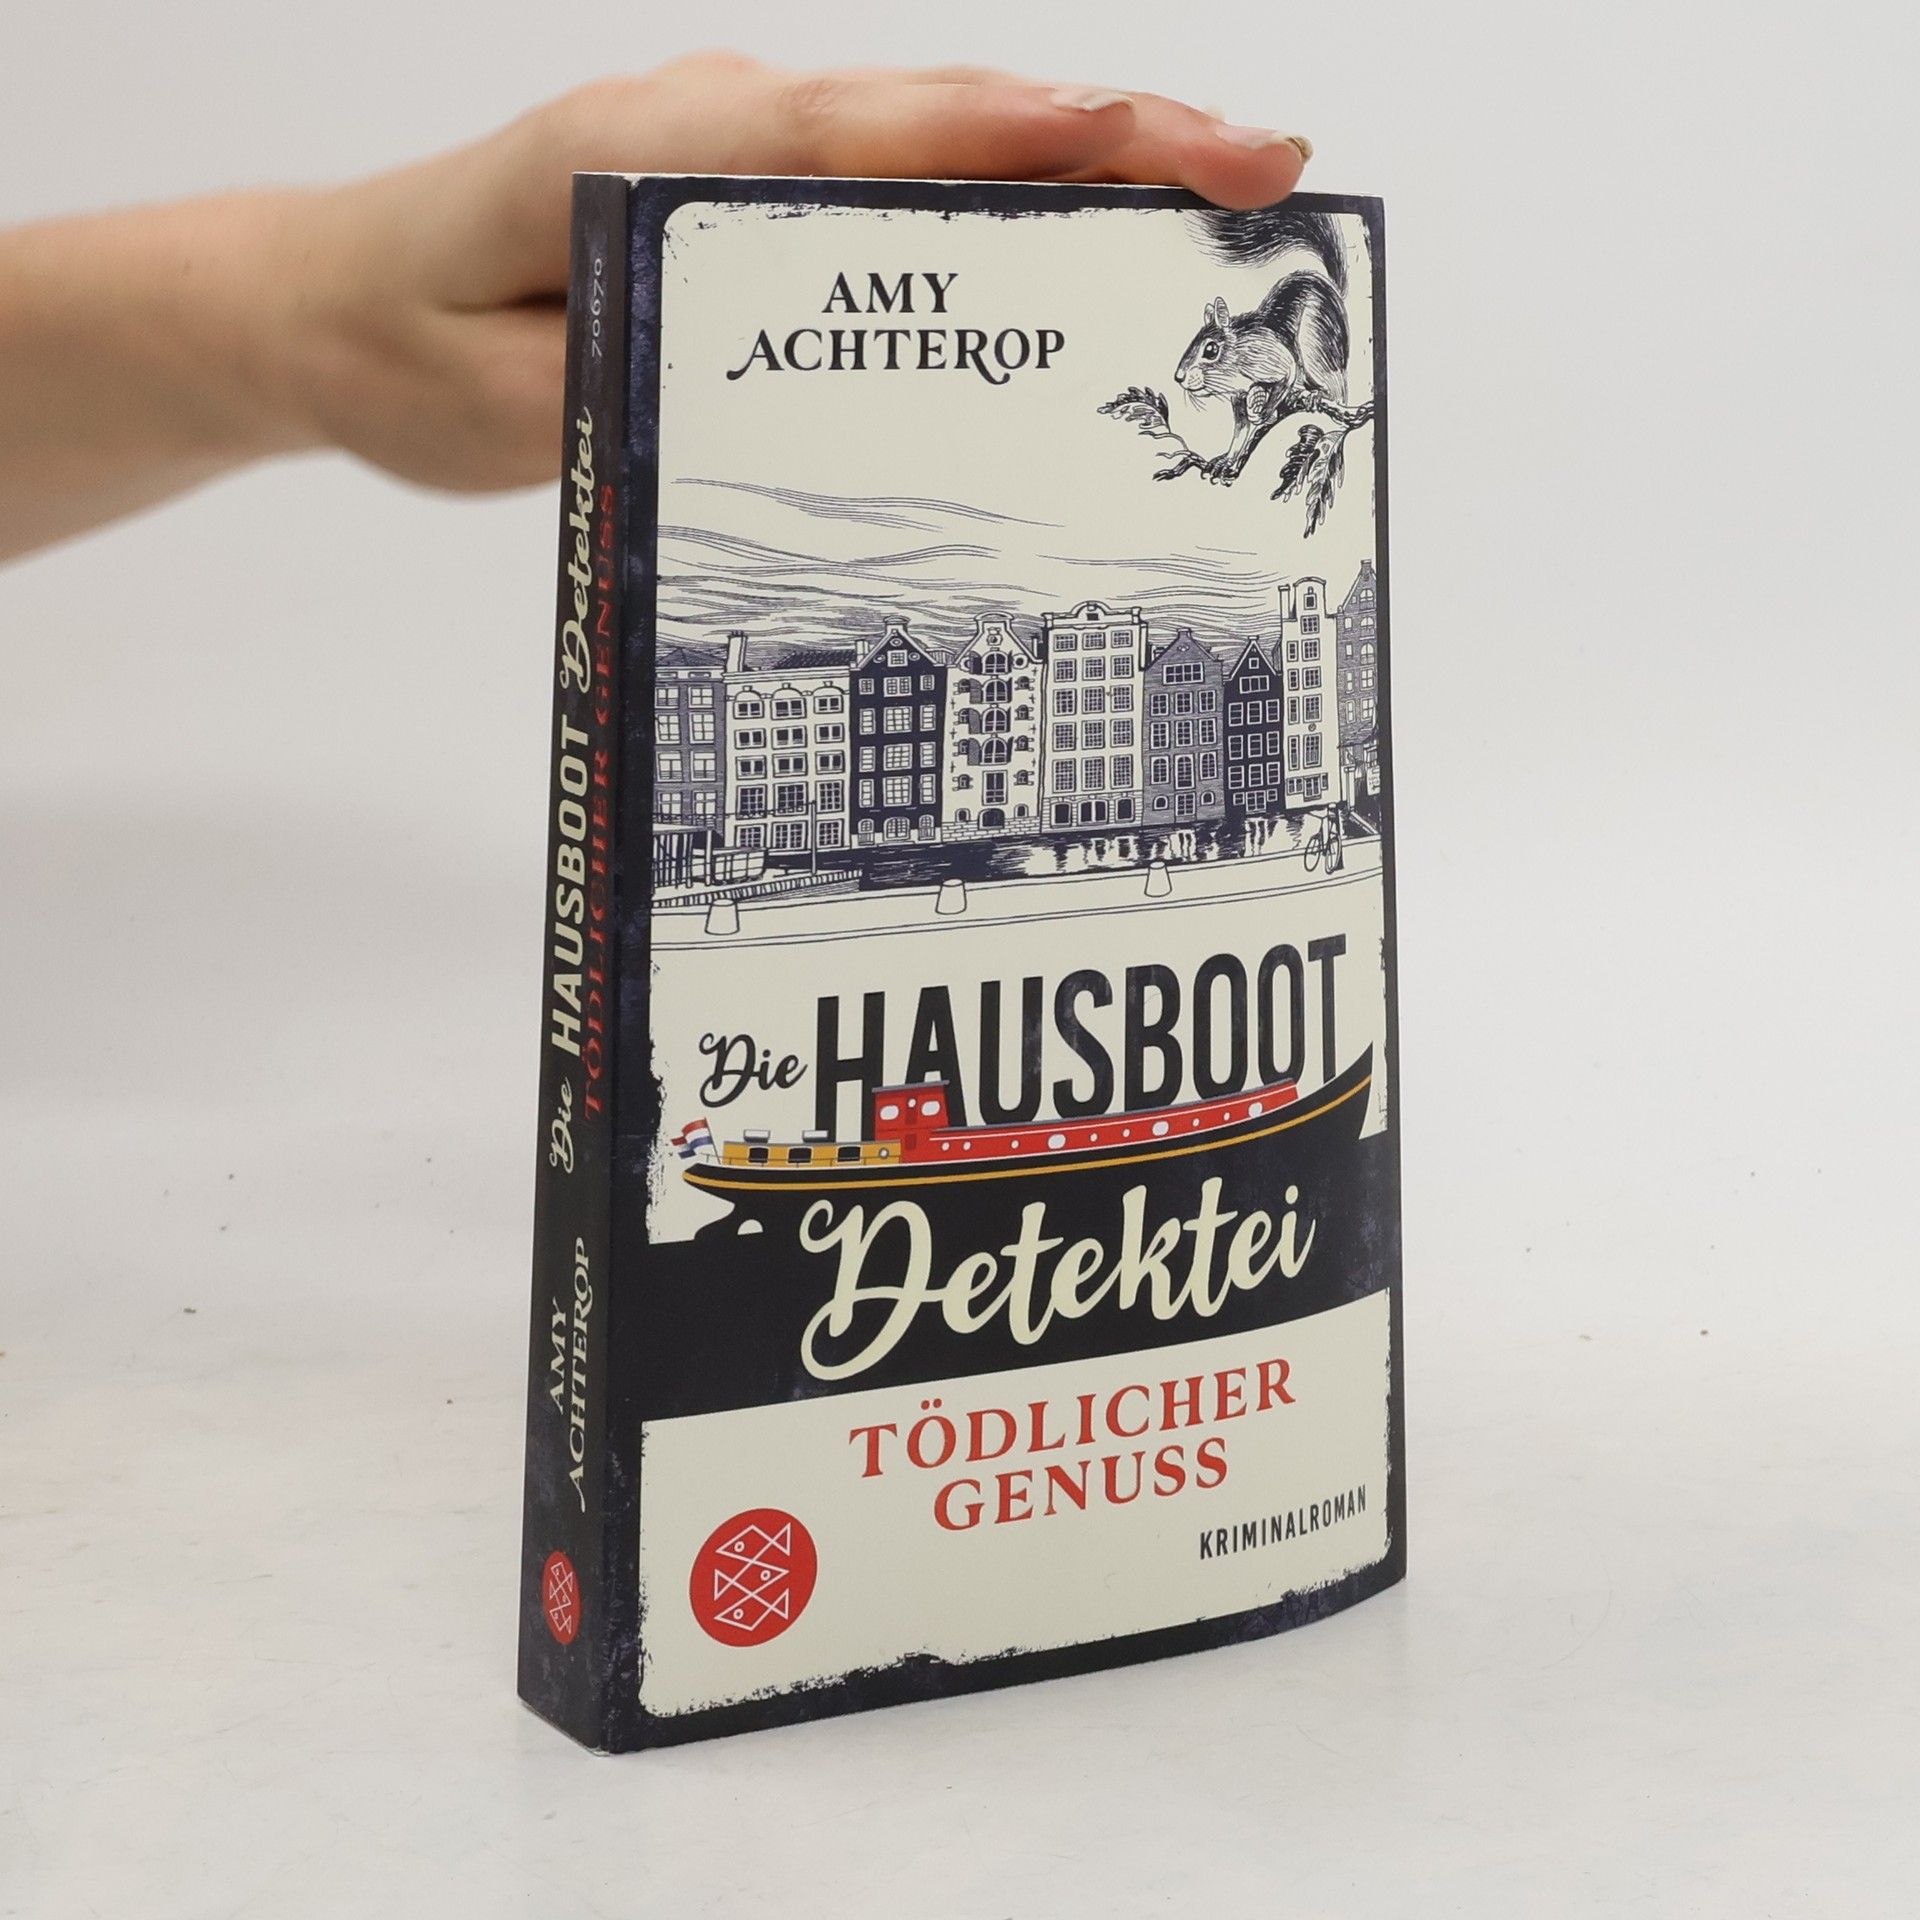 AMY
ACHTEROP
Die HAUSBOOT
Detektei
TÖDLICHER
GENUSS
KRIMINALROMAN
70670
Die HAUSBOOT Detektei
TÖDLICHER GENUSS
AMY
ACHTEROP